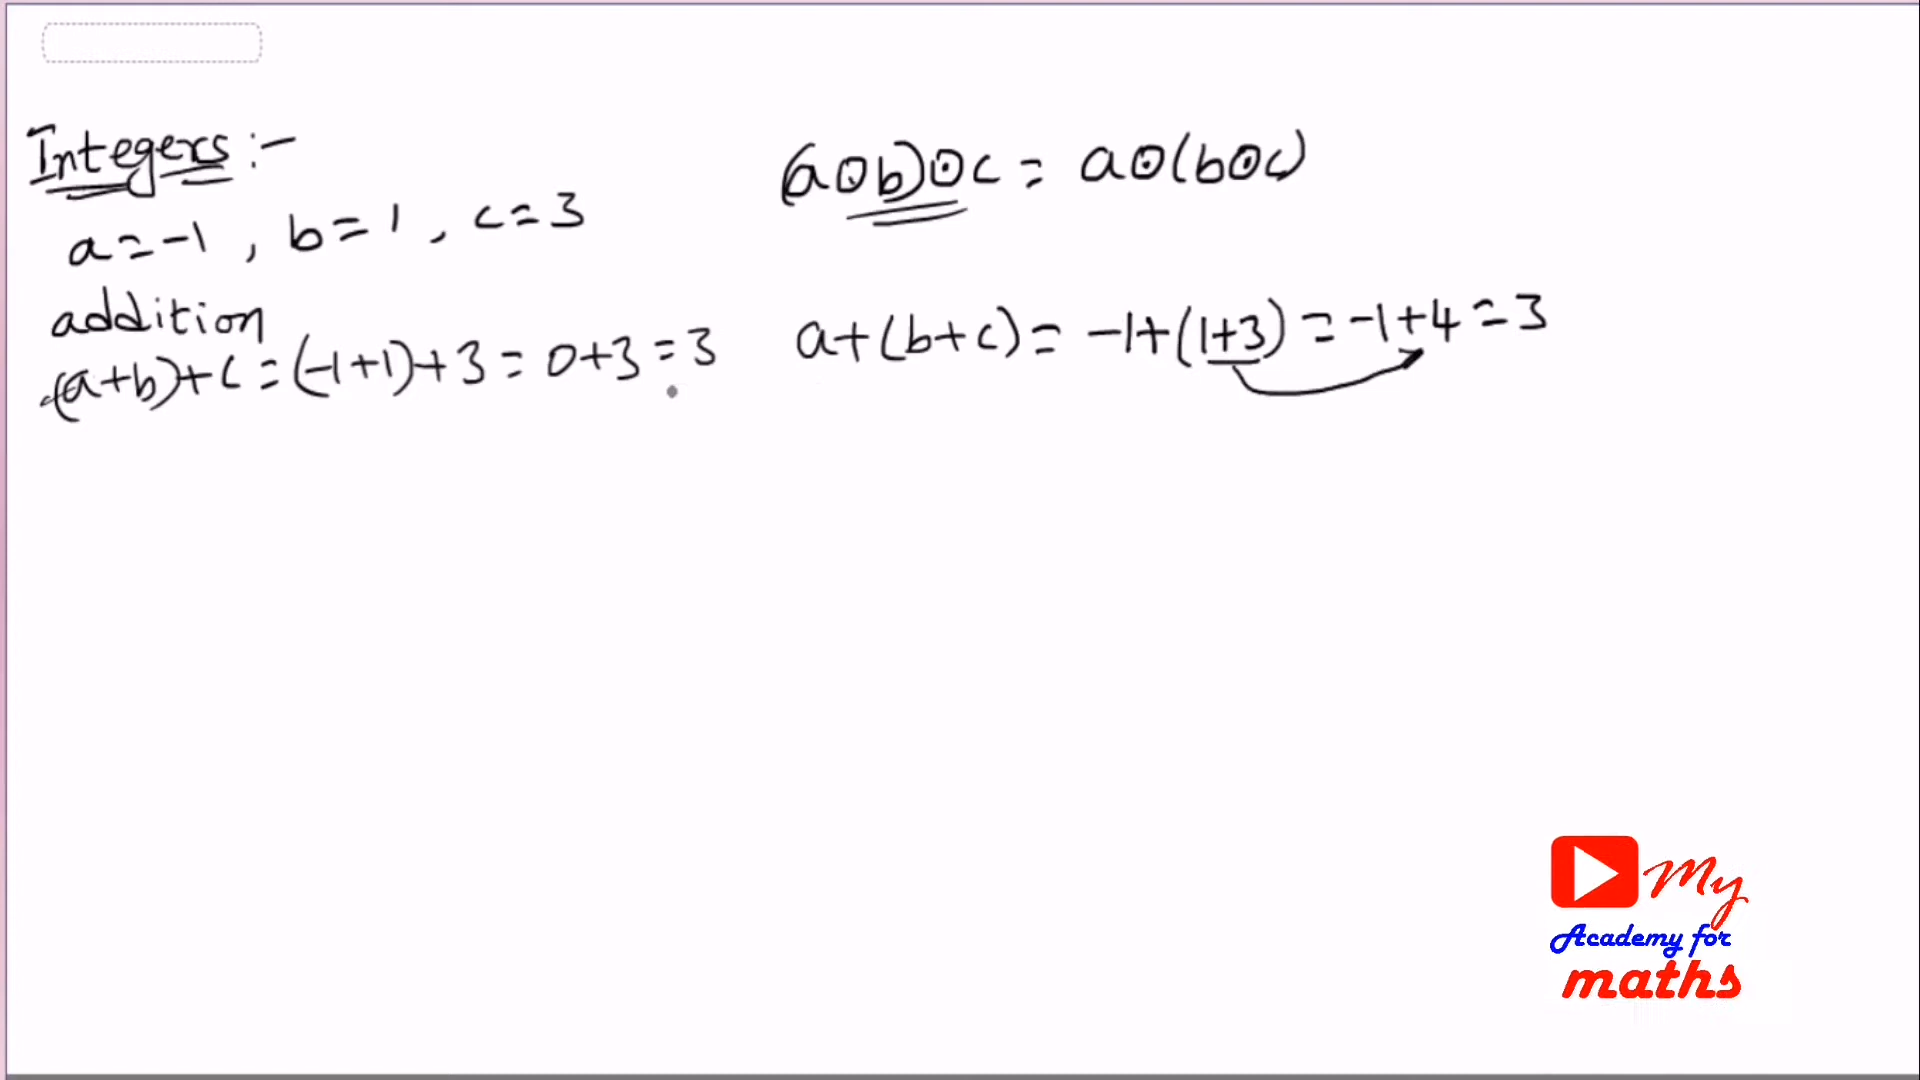 Integers :-
a = -1 , b = 1 , c = 3
addition
(a+b)+c = (-1+1)+3 = 0+3 = 3
(a⊙b)⊙c = a⊙(b⊙c)
a+(b+c) = -1+(1+3) = -1+4 = 3
My
Academy for
maths